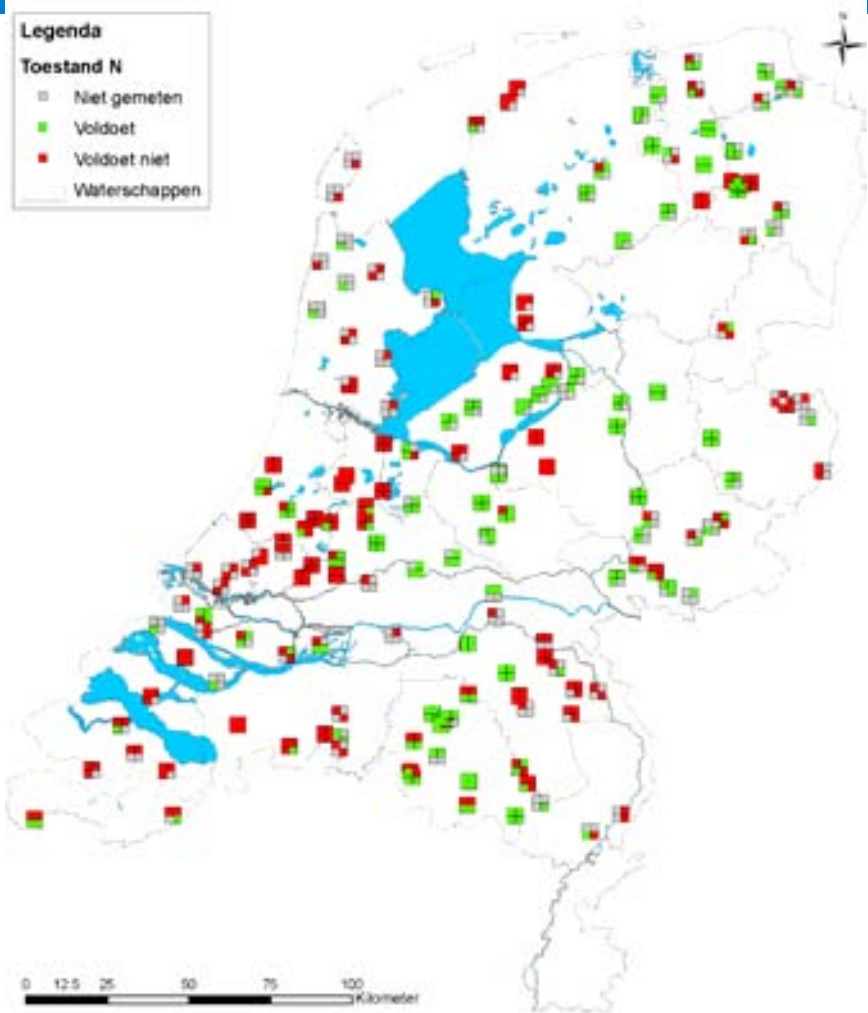 Legenda
Toestand N
Niet gemeten
Voldoet
Voldoet niet
Waterschappen
N
0 12.5 25 50 75 100
Kilometer